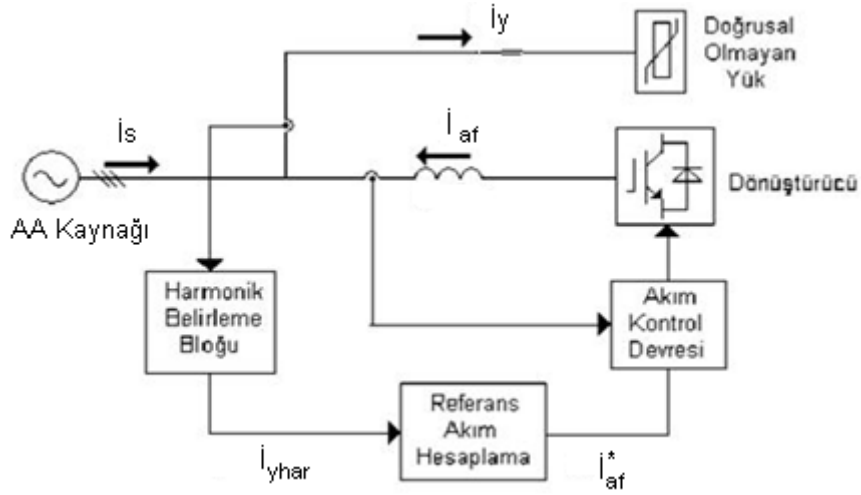 İy
Doğrusal
Olmayan
Yük
İs
İaf
AA Kaynağı
Dönüştürücü
Harmonik
Belirleme
Bloğu
Akım
Kontrol
Devresi
Referans
Akım
Hesaplama
İyhar
İ*af